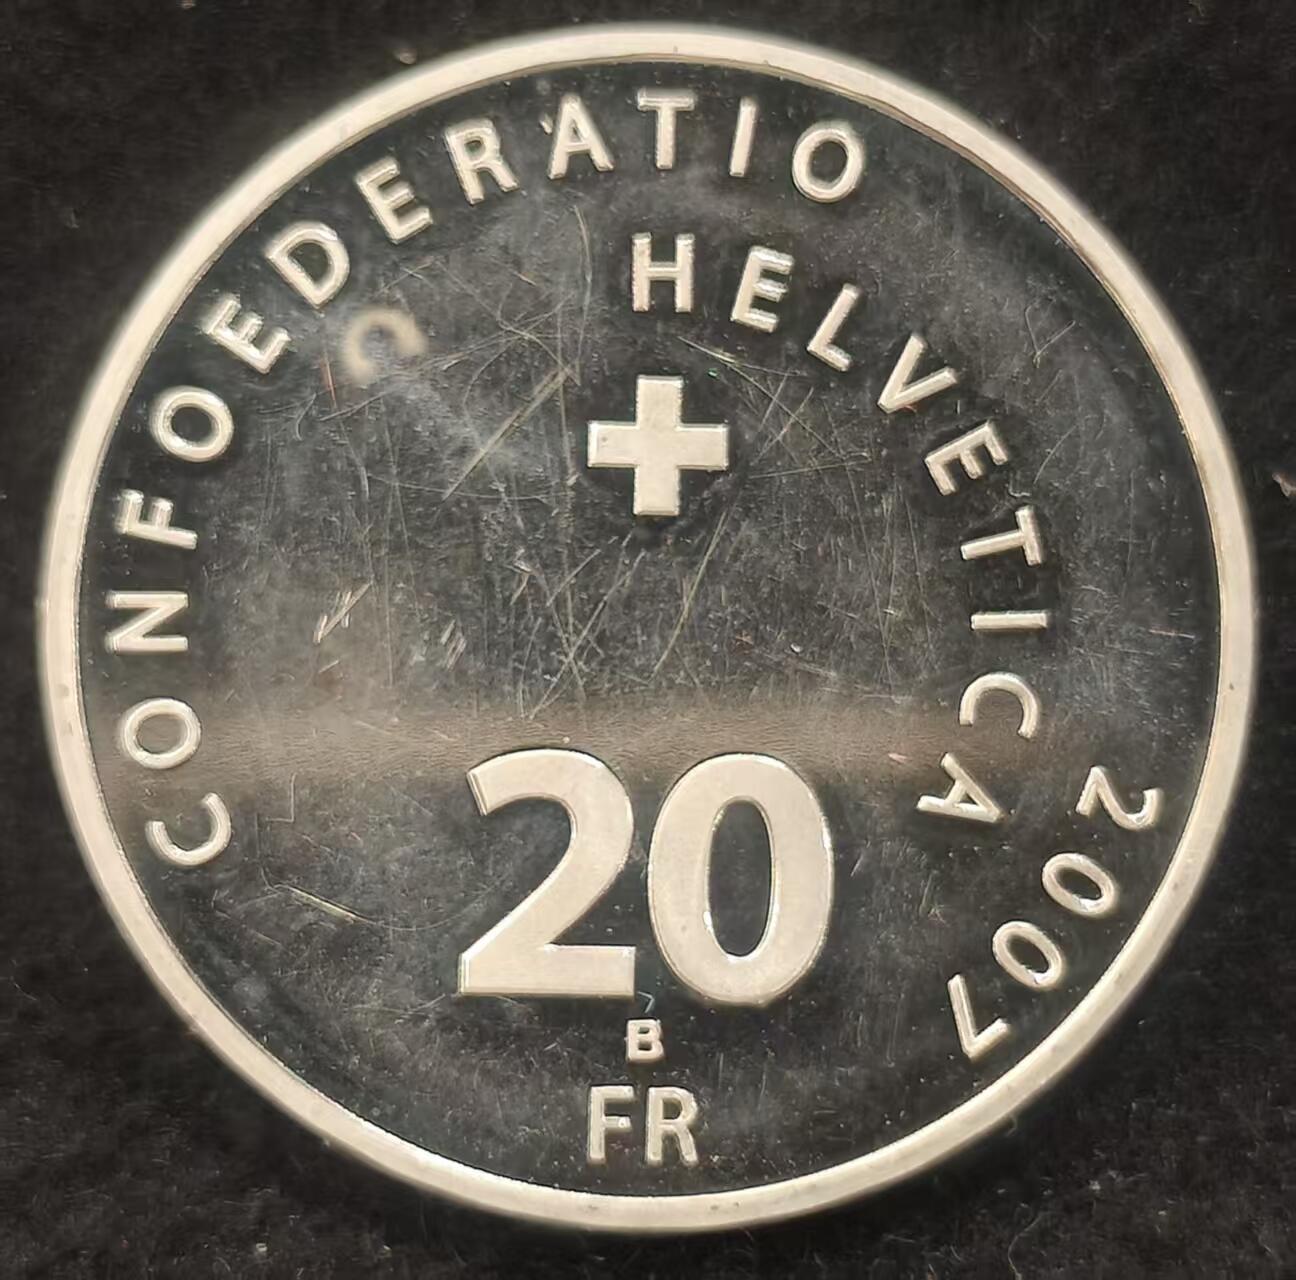 CONFOEDERATIO
HELVETICA
2007
20
B
FR